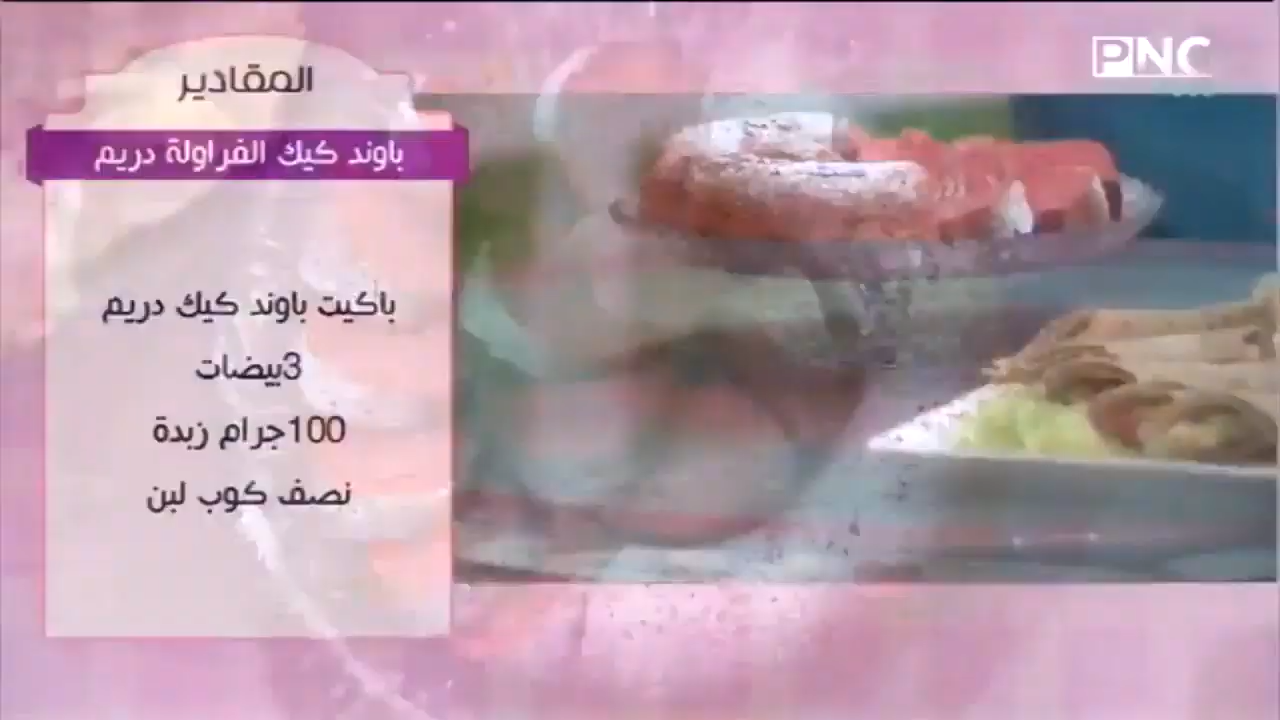 PNC
المقادير
باوند كيك الفراولة دريم
باكيت باوند كيك دريم
3بيضات
100جرام زبدة
نصف كوب لبن